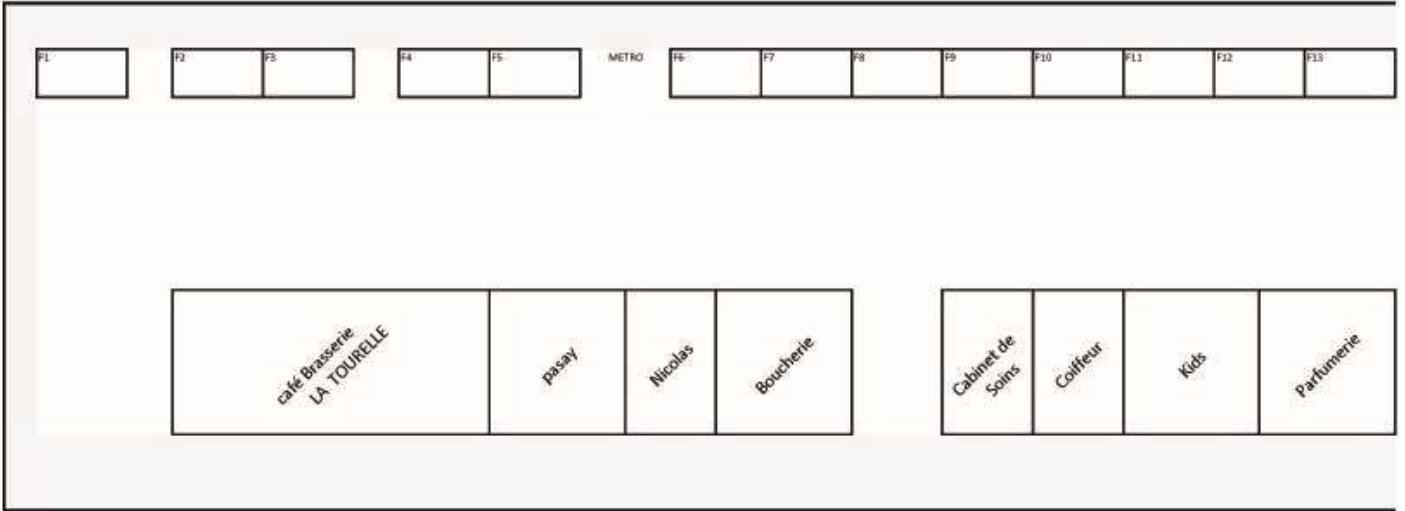 F1
F2
F3
F4
F5
METRO
F6
F7
F8
F9
F10
F11
F12
F13
café Brasserie
LA TOURELLE
pasay
Nicolas
Boucherie
Cabinet de
Soins
Coiffeur
Kids
Parfumerie